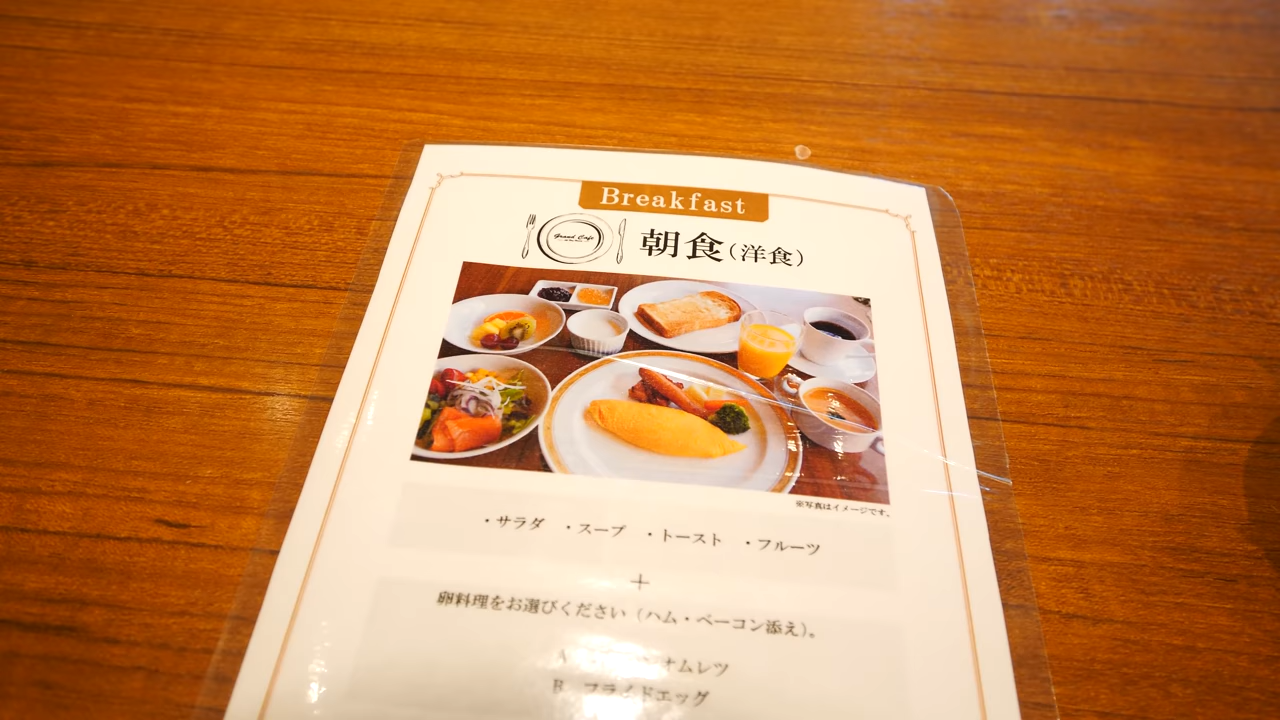 Breakfast
Grand Cafe
朝食(洋食)
※写真はイメージです。
・サラダ ・スープ ・トースト ・フルーツ
+
卵料理をお選びください(ハム・ベーコン添え)。
A オムレツ
B フライドエッグ